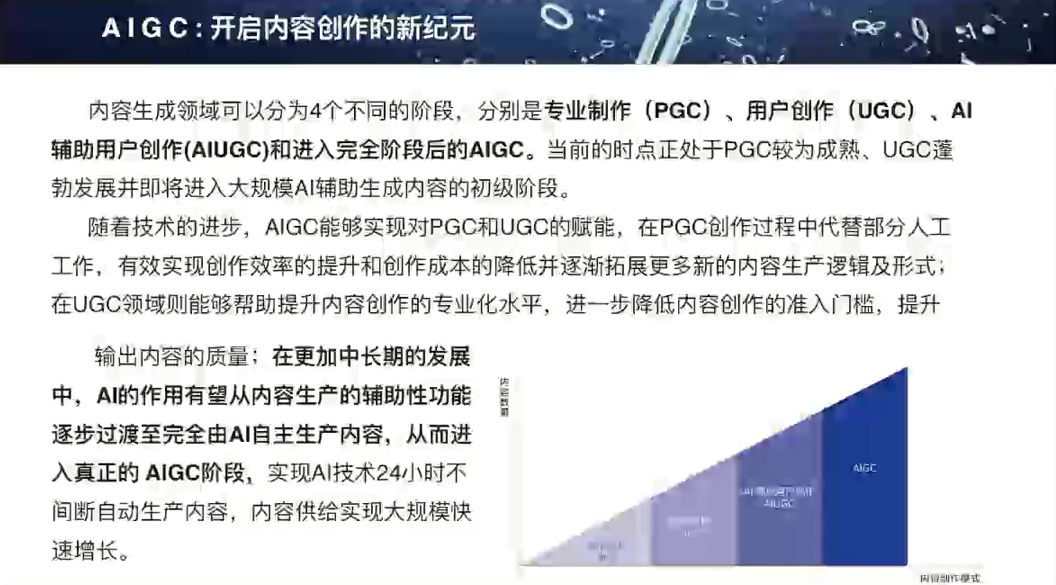 AIGC:开启内容创作的新纪元
内容生成领域可以分为4个不同的阶段，分别是专业制作（PGC）、用户创作（UGC）、AI
辅助用户创作(AIUGC)和进入完全阶段后的AIGC。当前的时点正处于PGC较为成熟、UGC蓬
勃发展并即将进入大规模AI辅助生成内容的初级阶段。
随着技术的进步，AIGC能够实现对PGC和UGC的赋能，在PGC创作过程中代替部分人工
工作，有效实现创作效率的提升和创作成本的降低并逐渐拓展更多新的内容生产逻辑及形式；
在UGC领域则能够帮助提升内容创作的专业化水平，进一步降低内容创作的准入门槛，提升
输出内容的质量；在更加中长期的发展
中，AI的作用有望从内容生产的辅助性功能
逐步过渡至完全由AI自主生产内容，从而进
入真正的 AIGC阶段，实现AI技术24小时不
间断自动生产内容，内容供给实现大规模快
速增长。
内容数量
AIUGC
AIGC
内容创作模式